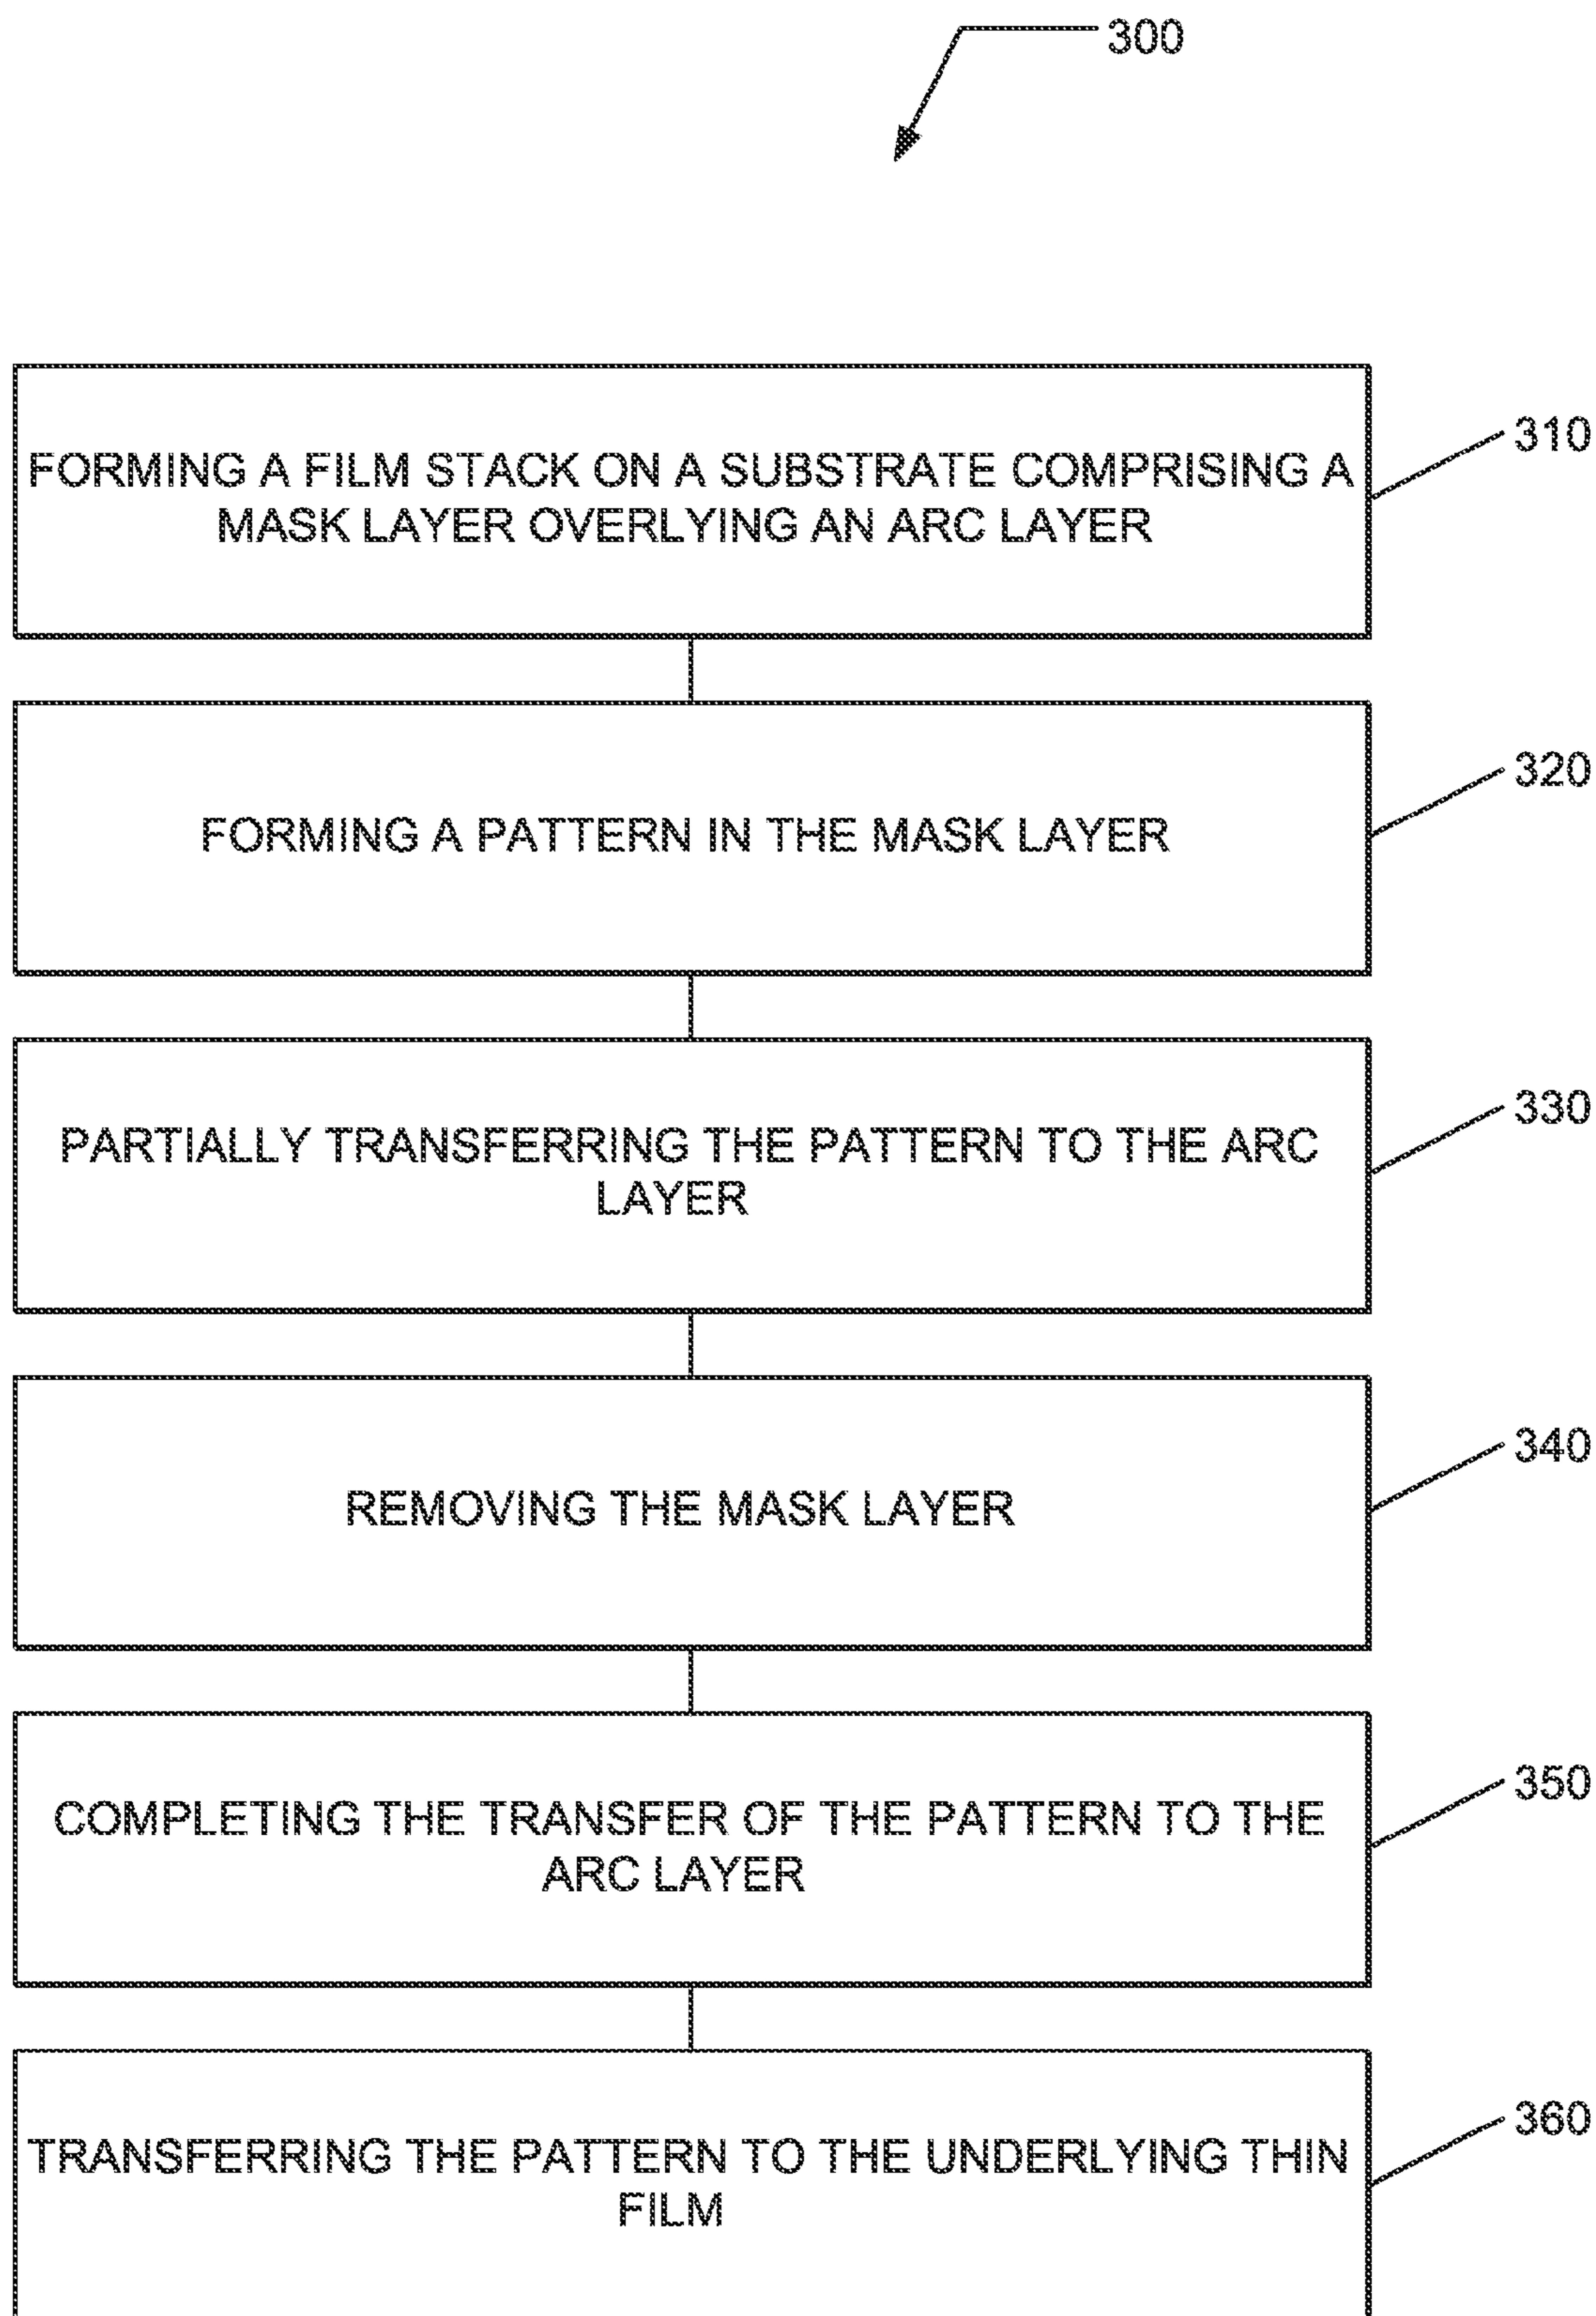 300
FORMING A FILM STACK ON A SUBSTRATE COMPRISING A
MASK LAYER OVERLYING AN ARC LAYER
310
FORMING A PATTERN IN THE MASK LAYER
320
PARTIALLY TRANSFERRING THE PATTERN TO THE ARC
LAYER
330
REMOVING THE MASK LAYER
340
COMPLETING THE TRANSFER OF THE PATTERN TO THE
ARC LAYER
350
TRANSFERRING THE PATTERN TO THE UNDERLYING THIN
FILM
360